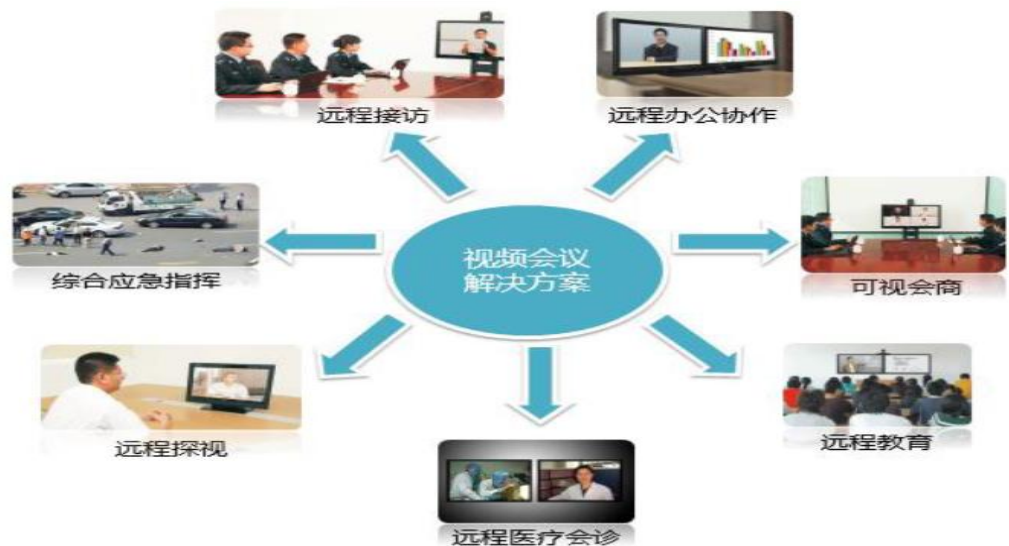 远程接访
远程办公协作
综合应急指挥
视频会议
解决方案
可视会商
远程探视
远程教育
远程医疗会诊